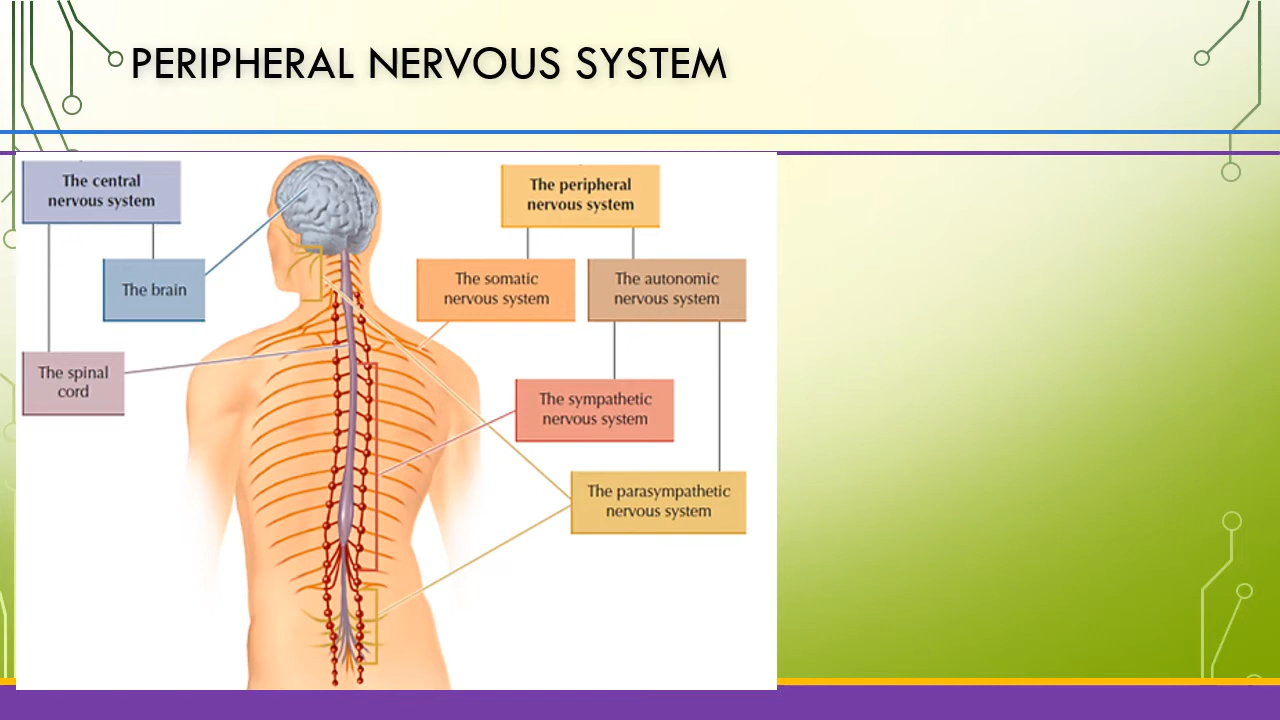 PERIPHERAL NERVOUS SYSTEM
The central
nervous system
The brain
The spinal
cord
The peripheral
nervous system
The somatic
nervous system
The autonomic
nervous system
The sympathetic
nervous system
The parasympathetic
nervous system